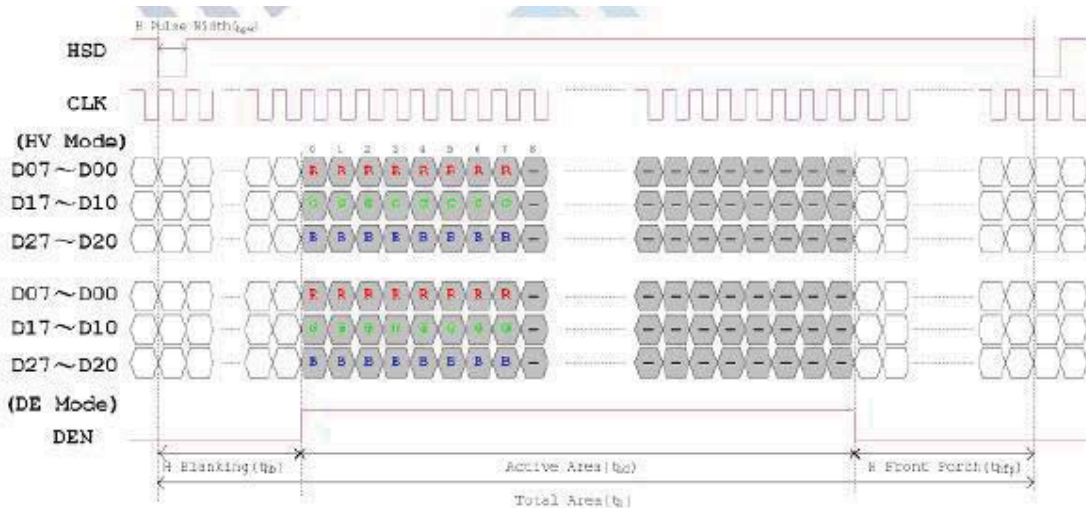 H Pulse Width(thpw)
HSD
CLK
(HV Mode)
0 1 2 3 4 5 6 7 8
D07~D00 R R R R R R R R -
D17~D10 G G G G G G G G -
D27~D20 B B B B B B B B -
D07~D00 R R R R R R R R -
D17~D10 G G G G G G G G -
D27~D20 B B B B B B B B -
(DE Mode)
DEN
H Blanking(thb) Active Area(thd) H Front Porch(thfp)
Total Area(th)